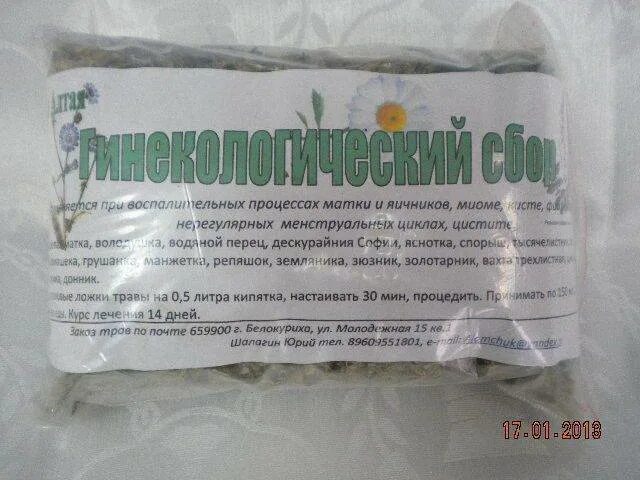 Алтая
Гинекологический сбор
при воспалительных процессах матки и яичников, миоме, кисте,
нерегулярных менструальных циклах, цистите
матка, володушка, водяной перец, дескурайния Софии, яснотка, спорыш,
грушанка, манжетка, репяшок, земляника, зюзник, золотарник, вахта трехлистная,
донник.
ложки травы на 0,5 литра кипятка, настаивать 30 мин, процедить. Принимать по 150
Курс лечения 14 дней.
Заказ трав по почте 659900 г. Белокуриха, ул. Молодежная 15 кв.1
Шалагин Юрий тел. 89609551801, e-mail:
17.01.2013